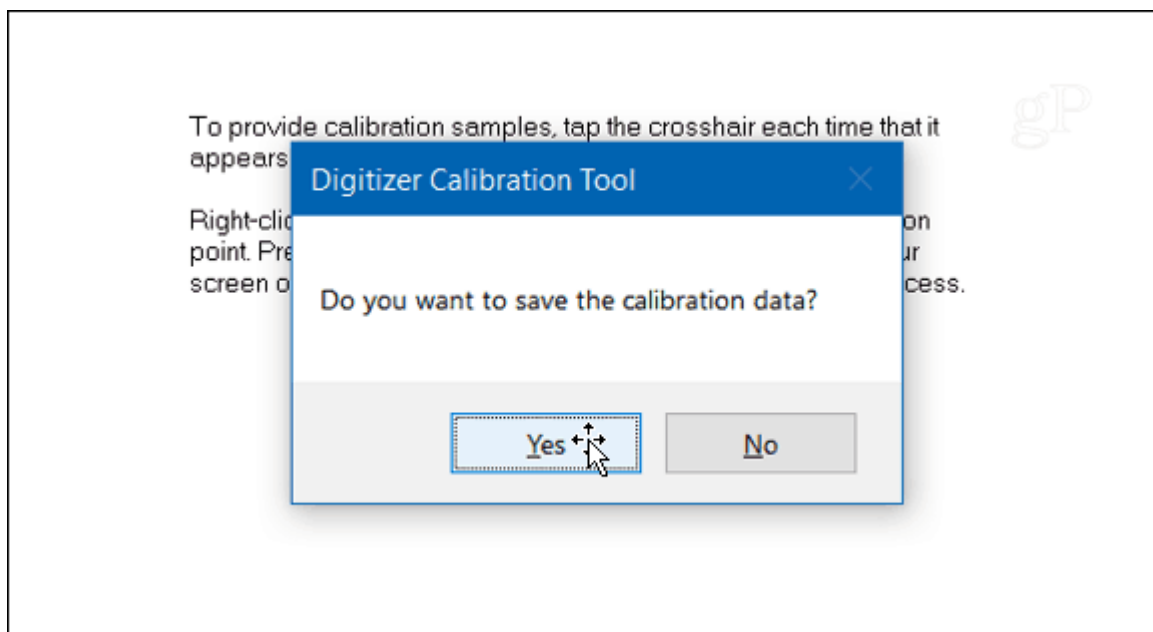 To provide calibration samples, tap the crosshair each time that it
appears
Digitizer Calibration Tool
Right-clic on
point. Pre ur
screen o cess.
Do you want to save the calibration data?
Yes No
gP